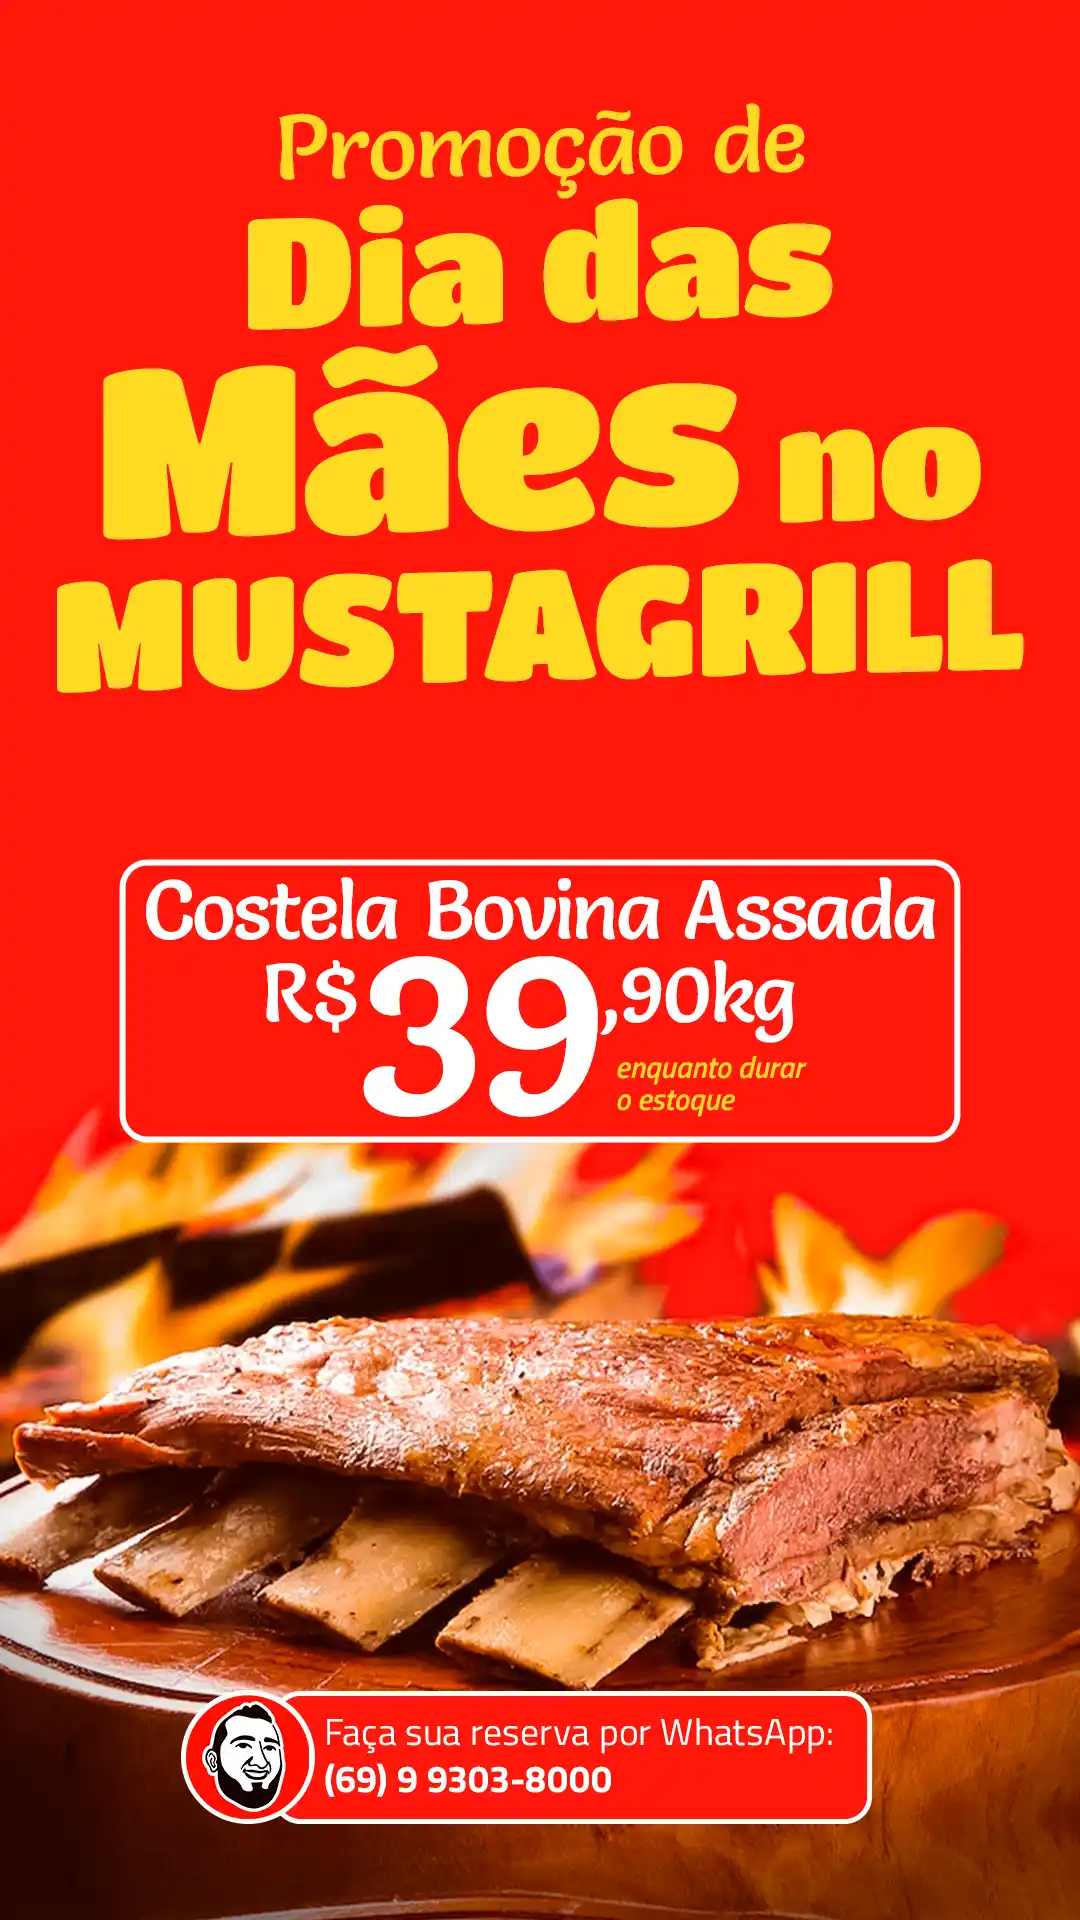 Promoção de
Dia das
Mães no
MUSTAGRILL
Costela Bovina Assada
R$39,90kg
enquanto durar
o estoque
Faça sua reserva por WhatsApp:
(69) 9 9303-8000